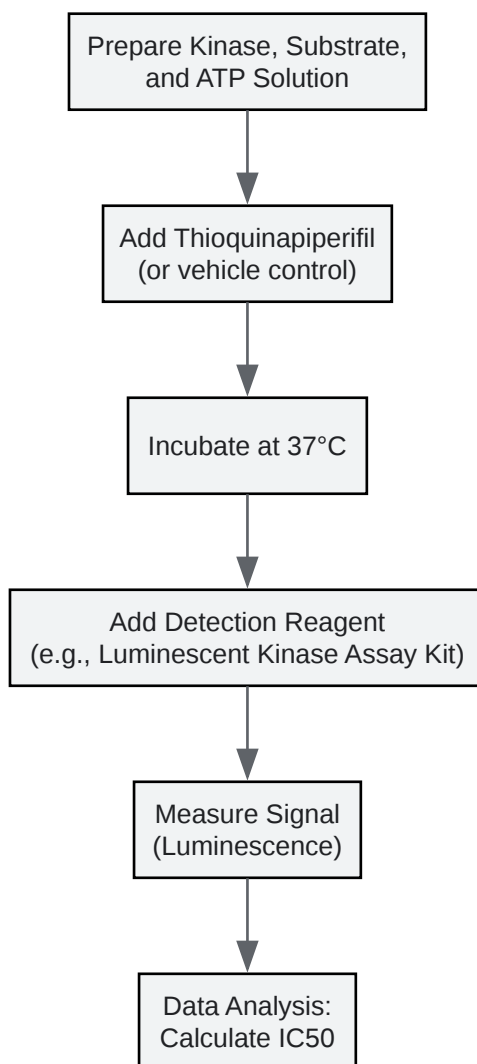 Prepare Kinase, Substrate,
and ATP Solution
Add Thioquinapiperifil
(or vehicle control)
Incubate at 37°C
Add Detection Reagent
(e.g., Luminescent Kinase Assay Kit)
Measure Signal
(Luminescence)
Data Analysis:
Calculate IC50